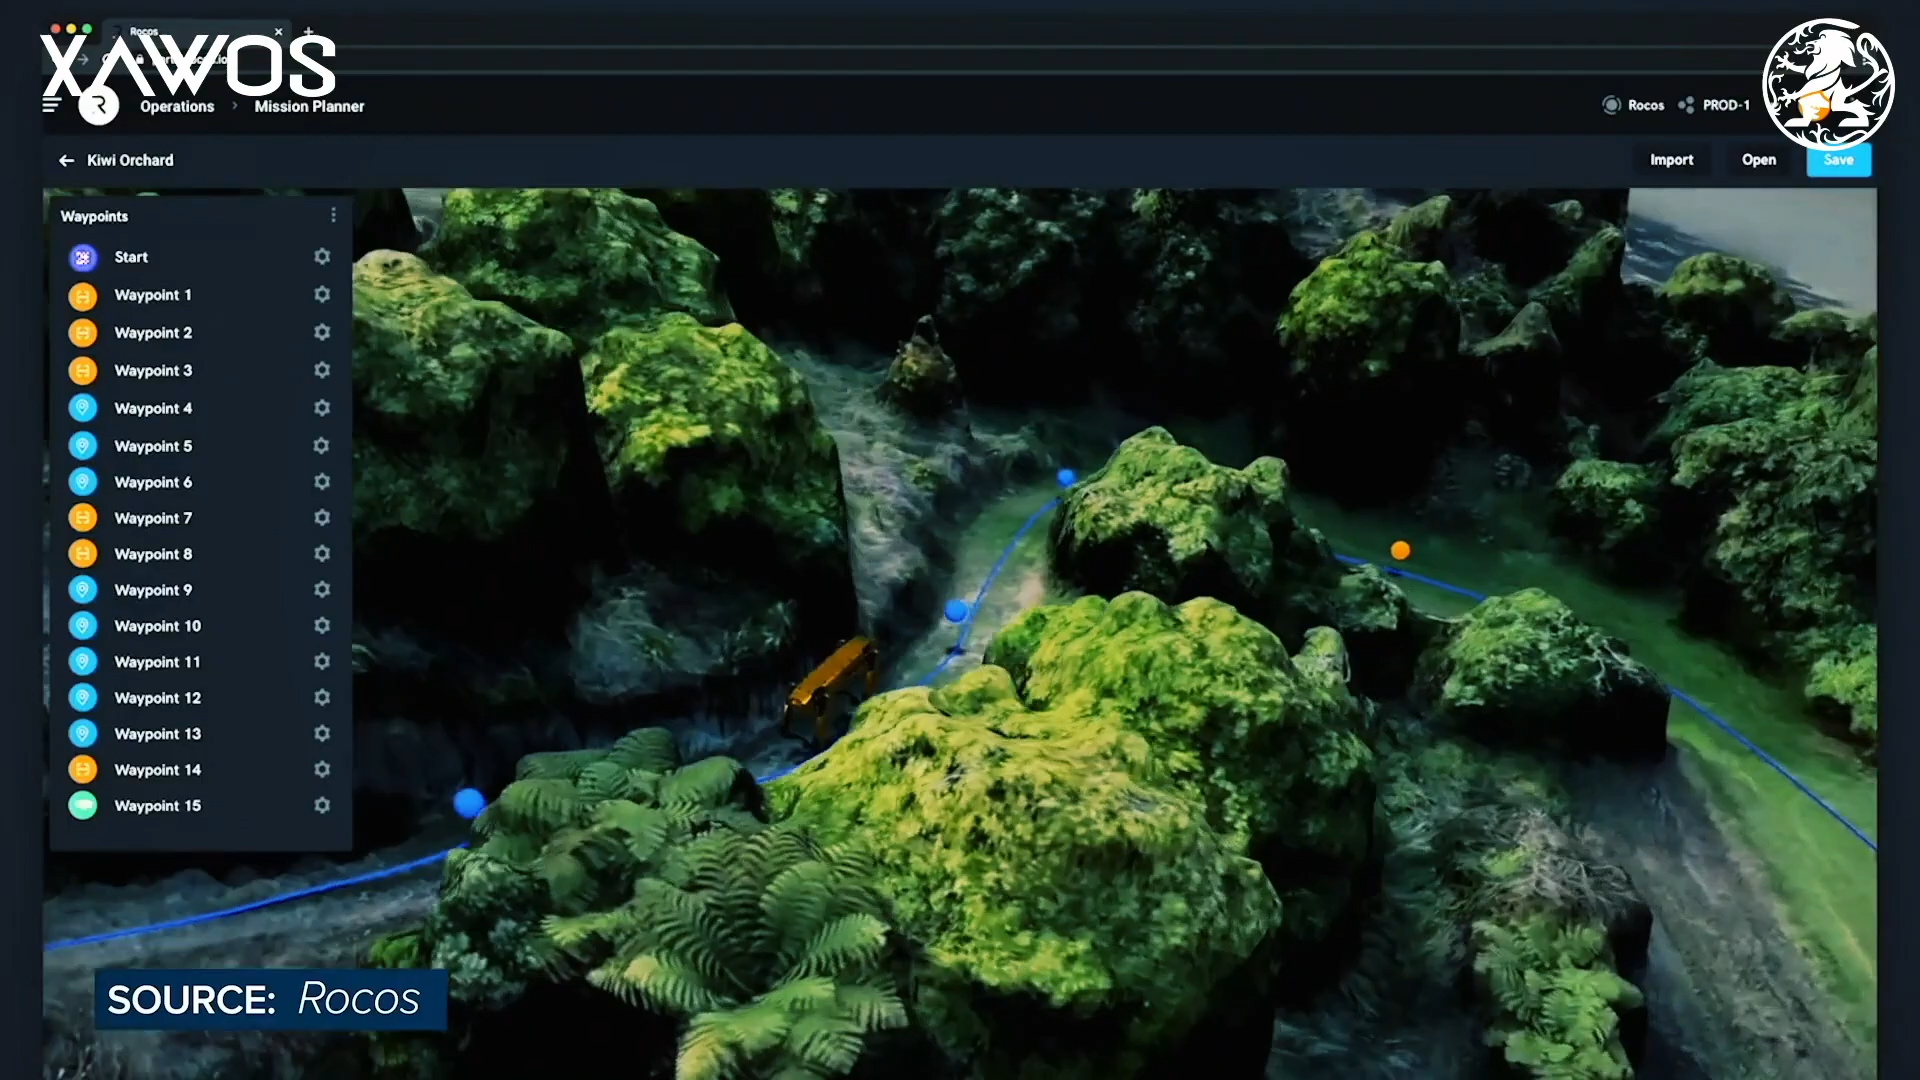 Rocos
XAWOS
Operations > Mission Planner
Rocos PROD-1
Kiwi Orchard
Import Open Save
Waypoints
Start
Waypoint 1
Waypoint 2
Waypoint 3
Waypoint 4
Waypoint 5
Waypoint 6
Waypoint 7
Waypoint 8
Waypoint 9
Waypoint 10
Waypoint 11
Waypoint 12
Waypoint 13
Waypoint 14
Waypoint 15
SOURCE: Rocos